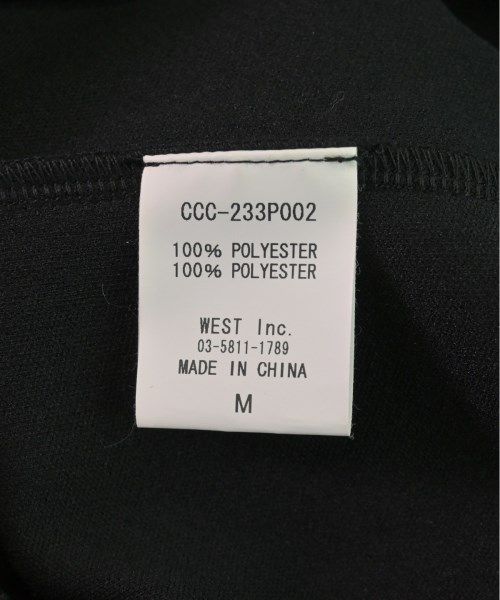 CCC-233P002
100% POLYESTER
100% POLYESTER
WEST Inc.
03-5811-1789
MADE IN CHINA
M